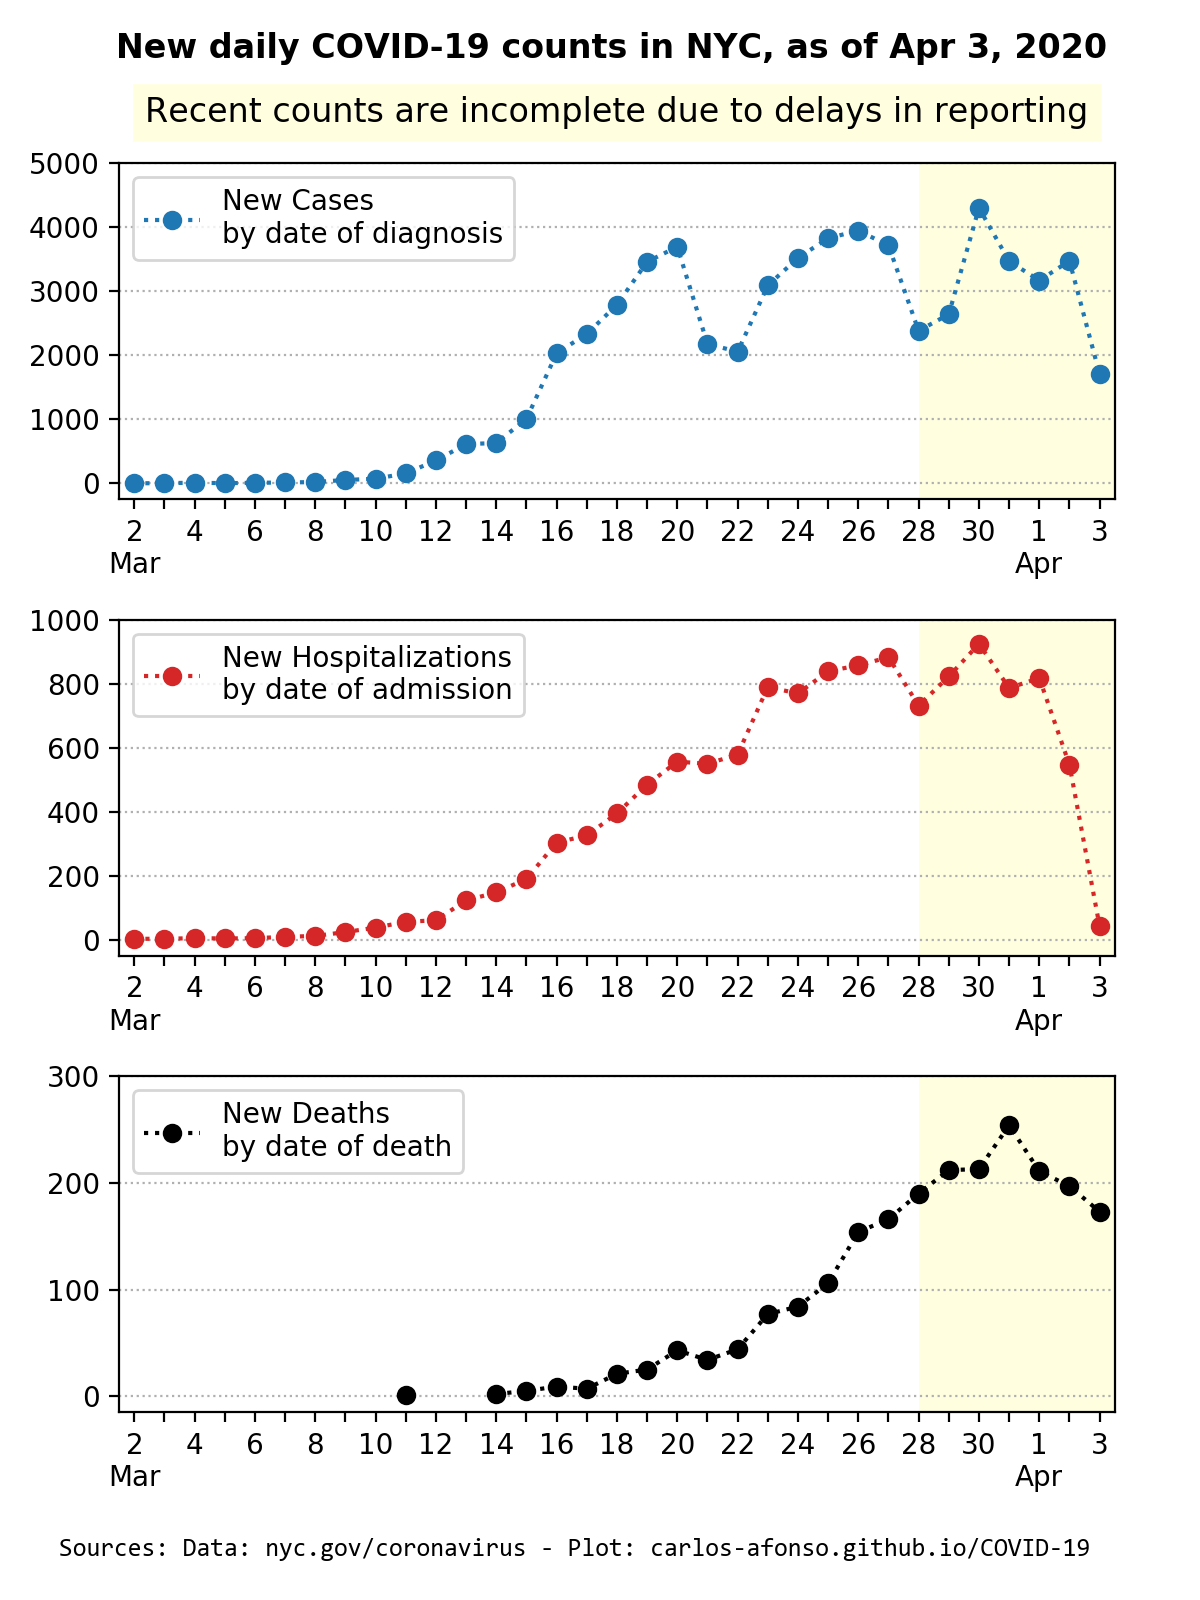 New daily COVID-19 counts in NYC, as of Apr 3, 2020
Recent counts are incomplete due to delays in reporting
5000
4000
3000
2000
1000
0
New Cases
by date of diagnosis
2 4 6 8 10 12 14 16 18 20 22 24 26 28 30 1 3
Mar Apr
1000
800
600
400
200
0
New Hospitalizations
by date of admission
2 4 6 8 10 12 14 16 18 20 22 24 26 28 30 1 3
Mar Apr
300
200
100
0
New Deaths
by date of death
2 4 6 8 10 12 14 16 18 20 22 24 26 28 30 1 3
Mar Apr
Sources: Data: nyc.gov/coronavirus - Plot: carlos-afonso.github.io/COVID-19